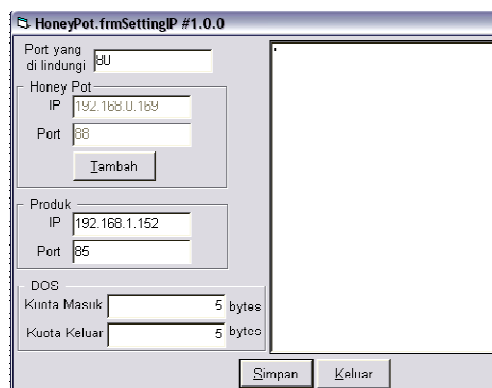 HoneyPot.frmSettingIP #1.0.0
Port yang
di lindungi 80
Honey Pot
IP 192.168.0.169
Port 88
Tambah
Produk
IP 192.168.1.152
Port 85
DOS
Kuota Masuk 5 bytes
Kuota Keluar 5 bytes
Simpan Keluar